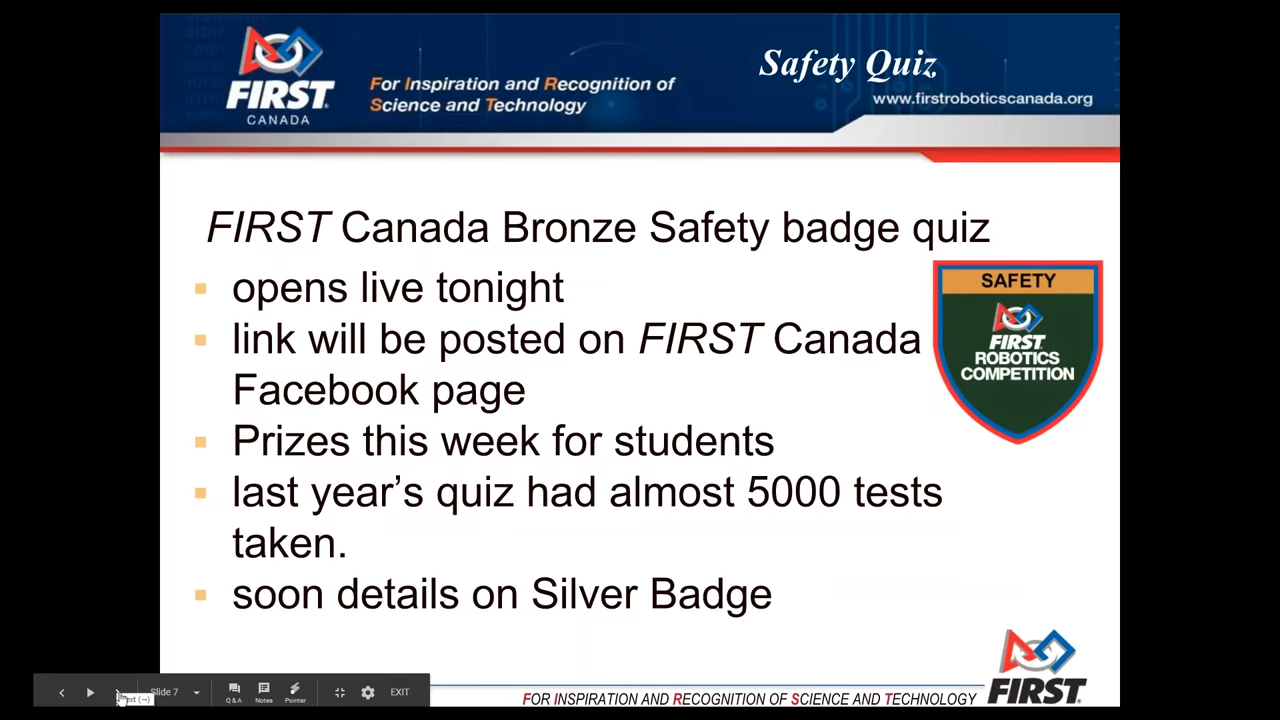 FIRST
CANADA
For Inspiration and Recognition of
Science and Technology
Safety Quiz
www.firstroboticscanada.org
FIRST Canada Bronze Safety badge quiz
opens live tonight
link will be posted on FIRST Canada
Facebook page
Prizes this week for students
last year’s quiz had almost 5000 tests
taken.
soon details on Silver Badge
SAFETY
FIRST
ROBOTICS
COMPETITION
Slide 7
Q & A
Notes
Pointer
EXIT
FOR INSPIRATION AND RECOGNITION OF SCIENCE AND TECHNOLOGY
FIRST